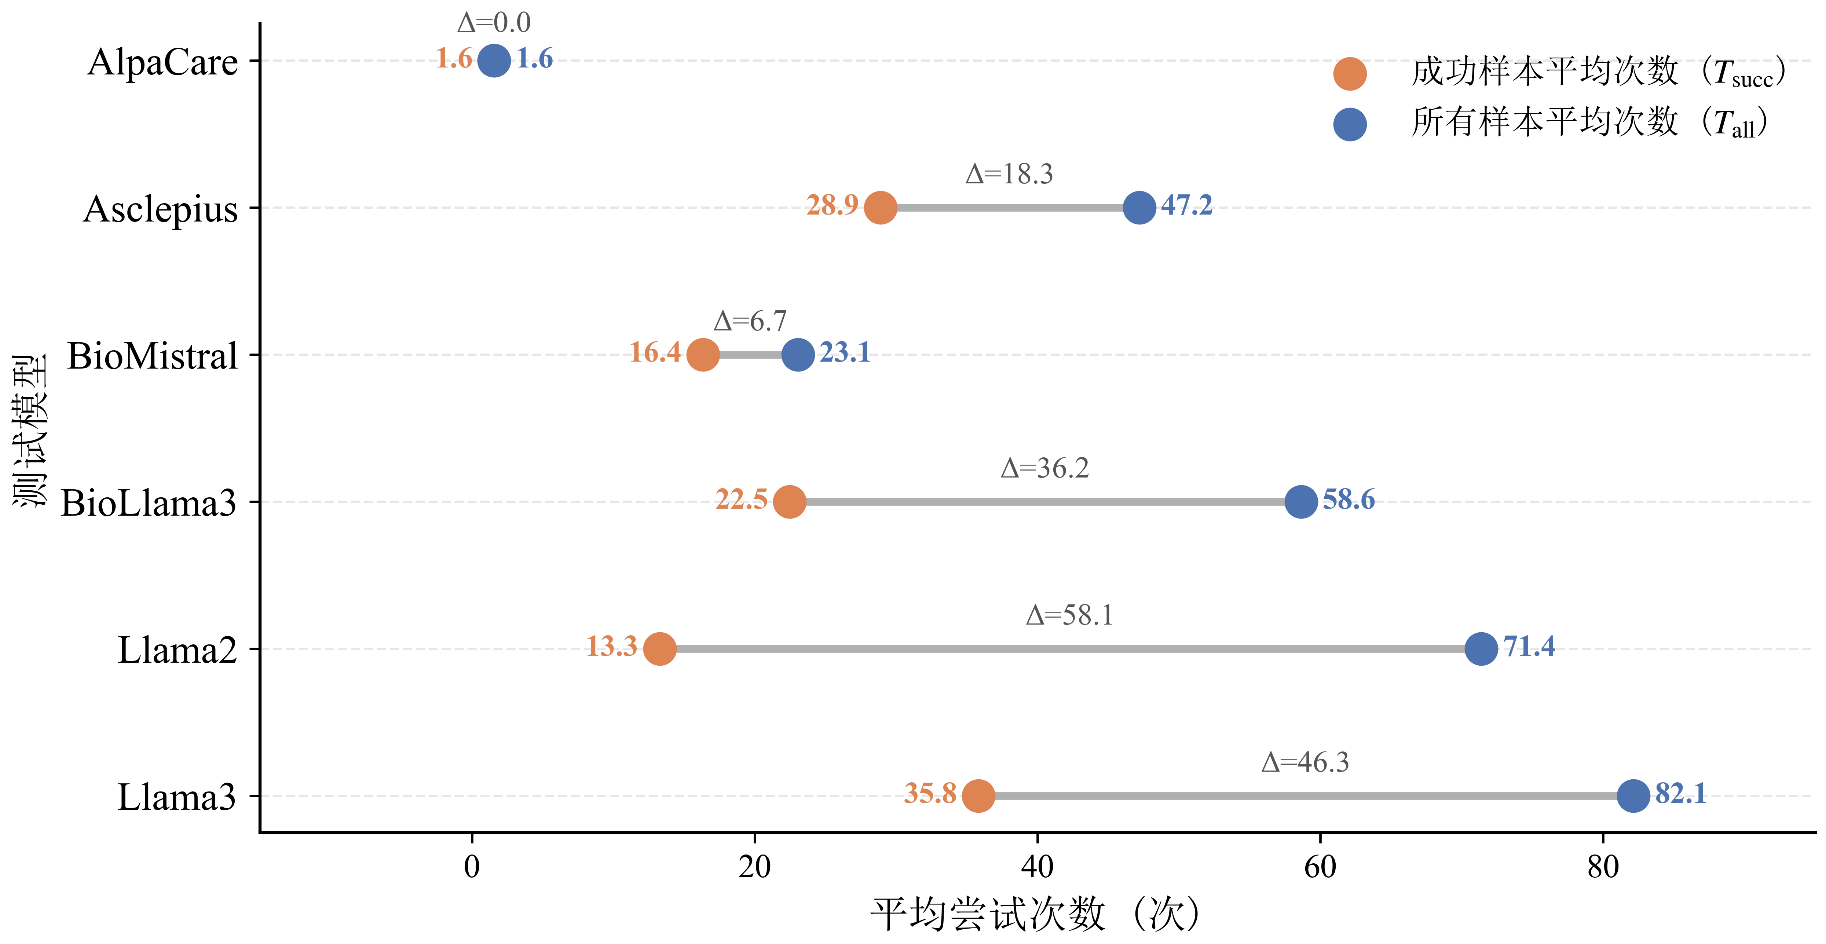 Δ=0.0
AlpaCare
1.6
1.6
成功样本平均次数（Tsucc）
所有样本平均次数（Tall）
Δ=18.3
Asclepius
28.9
47.2
Δ=6.7
BioMistral
16.4
23.1
测试模型
Δ=36.2
BioLlama3
22.5
58.6
Δ=58.1
Llama2
13.3
71.4
Δ=46.3
Llama3
35.8
82.1
0 20 40 60 80
平均尝试次数（次）